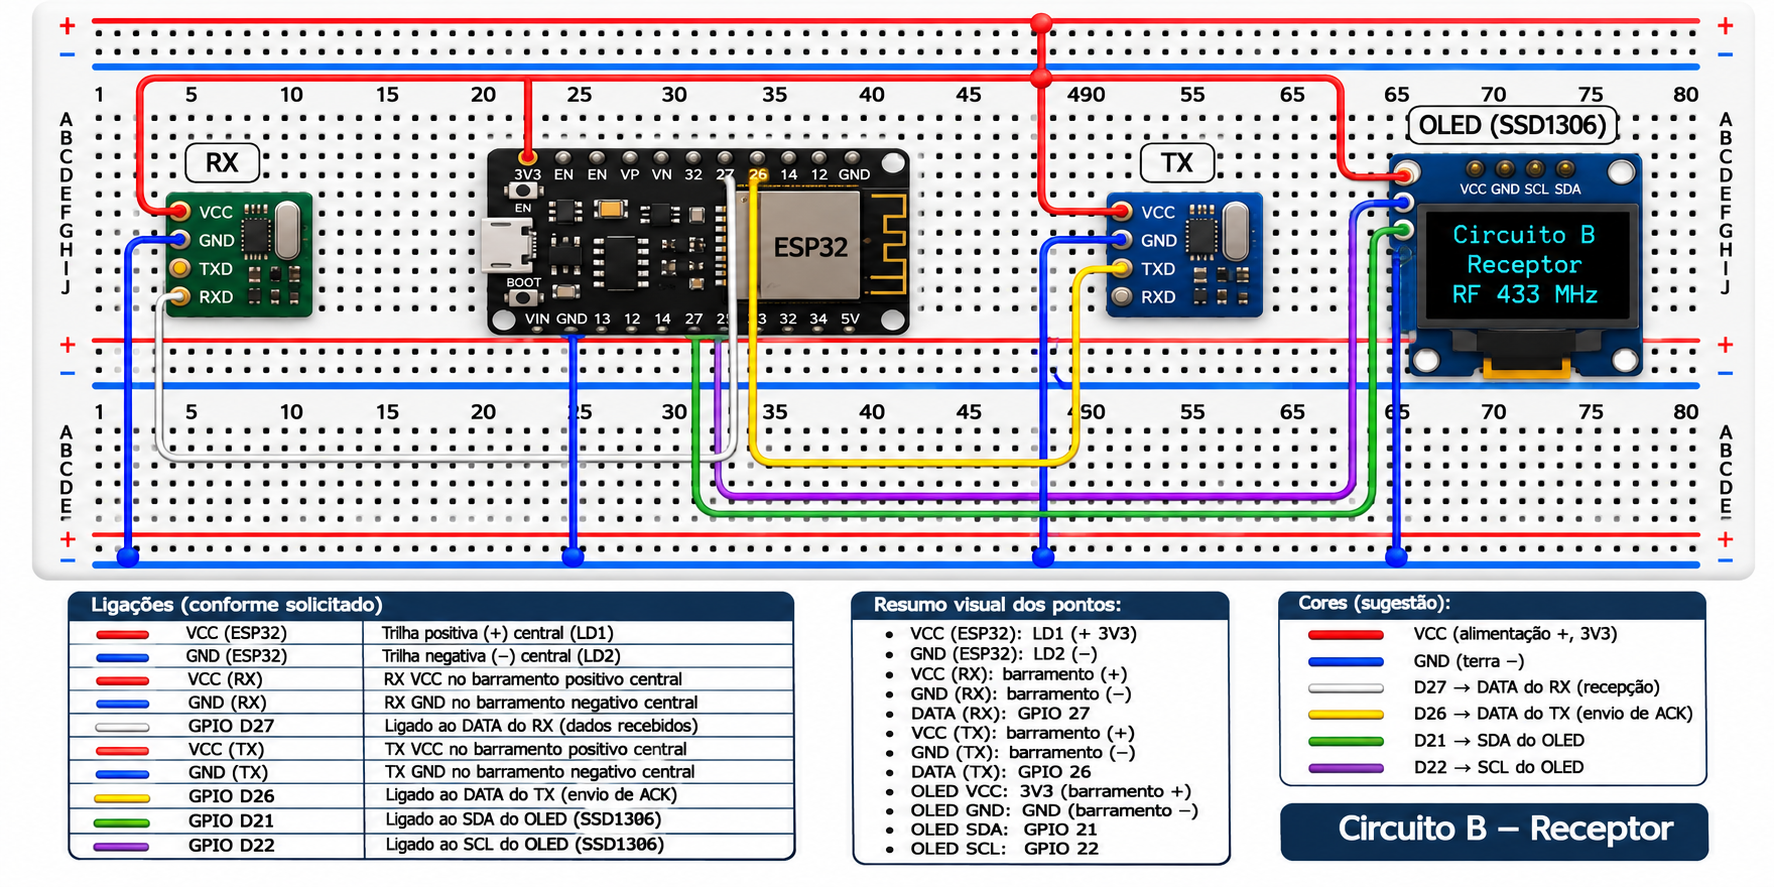 + +
− −
1 5 10 15 20 25 30 35 40 45 490 55 65 65 70 75 80
A A
B B
C C
D D
E E
F F
G G
H H
I I
J J
OLED (SSD1306)
RX
TX
3V3 EN EN VP VN 32 27 26 14 12 GND
VCC GND SCL SDA
EN
VCC
GND
TXD
RXD
ESP32
BOOT
VIN GND 13 12 14 27 33 32 34 5V
VCC
GND
TXD
RXD
Circuito B
Receptor
RF 433 MHz
+ +
− −
1 5 10 15 20 25 30 35 40 45 490 55 65 65 70 75 80
A A
B B
C C
D D
E E
+ +
− −
Ligações (conforme solicitado)
VCC (ESP32) Trilha positiva (+) central (LD1)
GND (ESP32) Trilha negativa (−) central (LD2)
VCC (RX) RX VCC no barramento positivo central
GND (RX) RX GND no barramento negativo central
GPIO D27 Ligado ao DATA do RX (dados recebidos)
VCC (TX) TX VCC no barramento positivo central
GND (TX) TX GND no barramento negativo central
GPIO D26 Ligado ao DATA do TX (envio de ACK)
GPIO D21 Ligado ao SDA do OLED (SSD1306)
GPIO D22 Ligado ao SCL do OLED (SSD1306)
Resumo visual dos pontos:
• VCC (ESP32): LD1 (+ 3V3)
• GND (ESP32): LD2 (−)
• VCC (RX): barramento (+)
• GND (RX): barramento (−)
• DATA (RX): GPIO 27
• VCC (TX): barramento (+)
• GND (TX): barramento (−)
• DATA (TX): GPIO 26
• OLED VCC: 3V3 (barramento +)
• OLED GND: GND (barramento −)
• OLED SDA: GPIO 21
• OLED SCL: GPIO 22
Cores (sugestão):
VCC (alimentação +, 3V3)
GND (terra −)
D27 → DATA do RX (recepção)
D26 → DATA do TX (envio de ACK)
D21 → SDA do OLED
D22 → SCL do OLED
Circuito B – Receptor